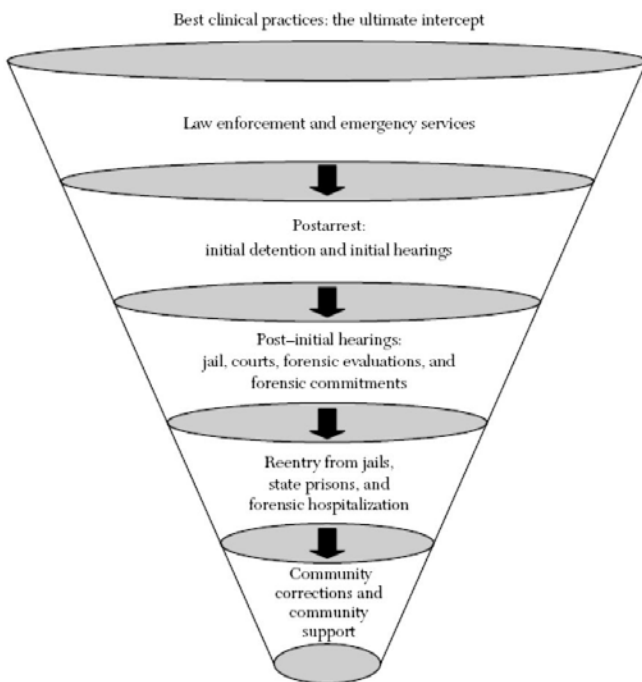 Best clinical practices: the ultimate intercept
Law enforcement and emergency services
Postarrest:
initial detention and initial hearings
Post–initial hearings:
jail, courts, forensic evaluations, and
forensic commitments
Reentry from jails,
state prisons, and
forensic hospitalization
Community
corrections and
community
support